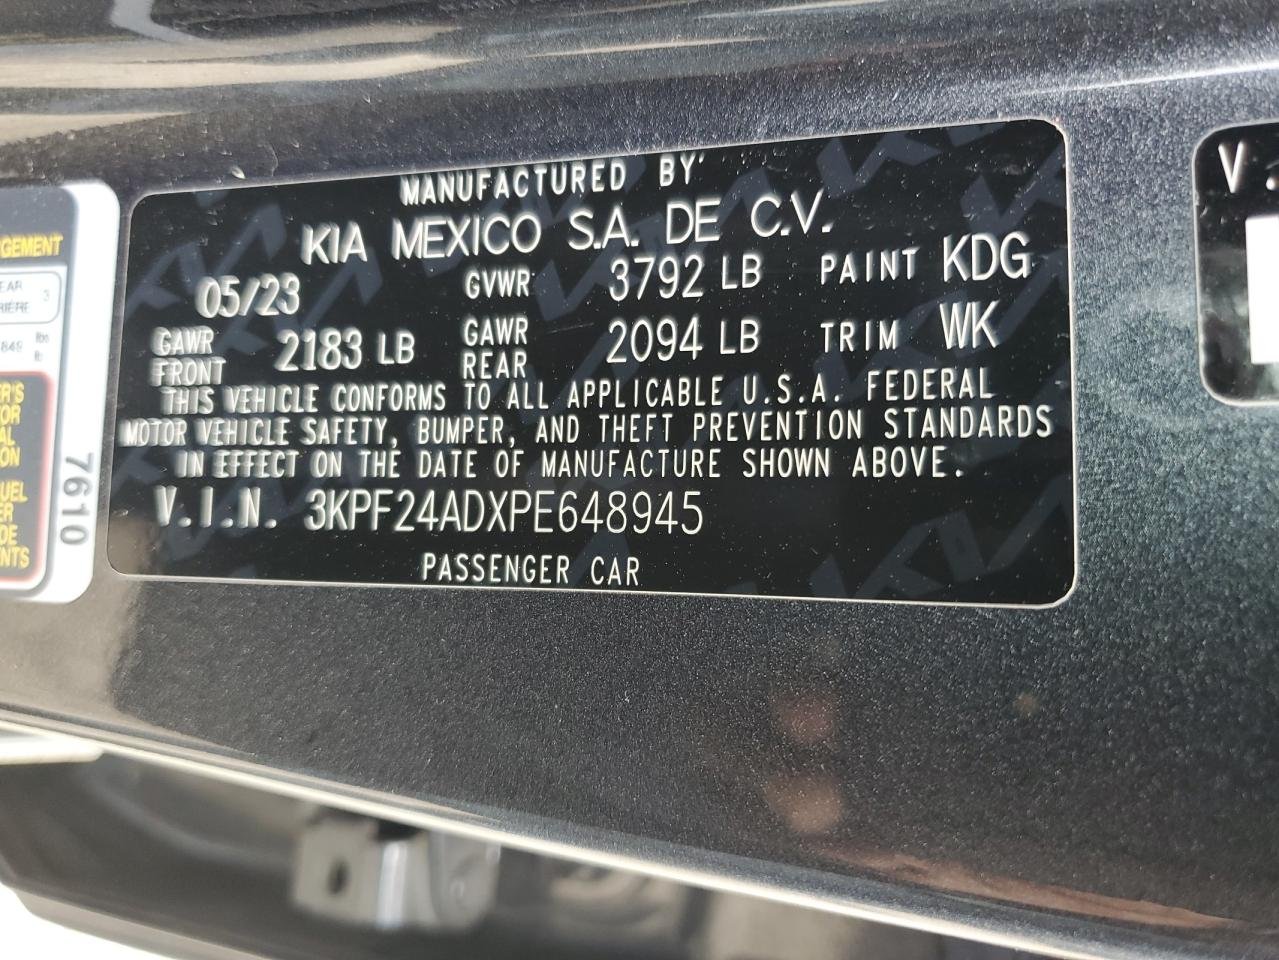 MANUFACTURED BY
KIA MEXICO S.A. DE C.V.
05/23 GVWR 3792 LB PAINT KDG
GAWR FRONT 2183 LB GAWR REAR 2094 LB TRIM WK
THIS VEHICLE CONFORMS TO ALL APPLICABLE U.S.A. FEDERAL
MOTOR VEHICLE SAFETY, BUMPER, AND THEFT PREVENTION STANDARDS
IN EFFECT ON THE DATE OF MANUFACTURE SHOWN ABOVE.
V.I.N. 3KPF24ADXPE648945
PASSENGER CAR
7610
V.